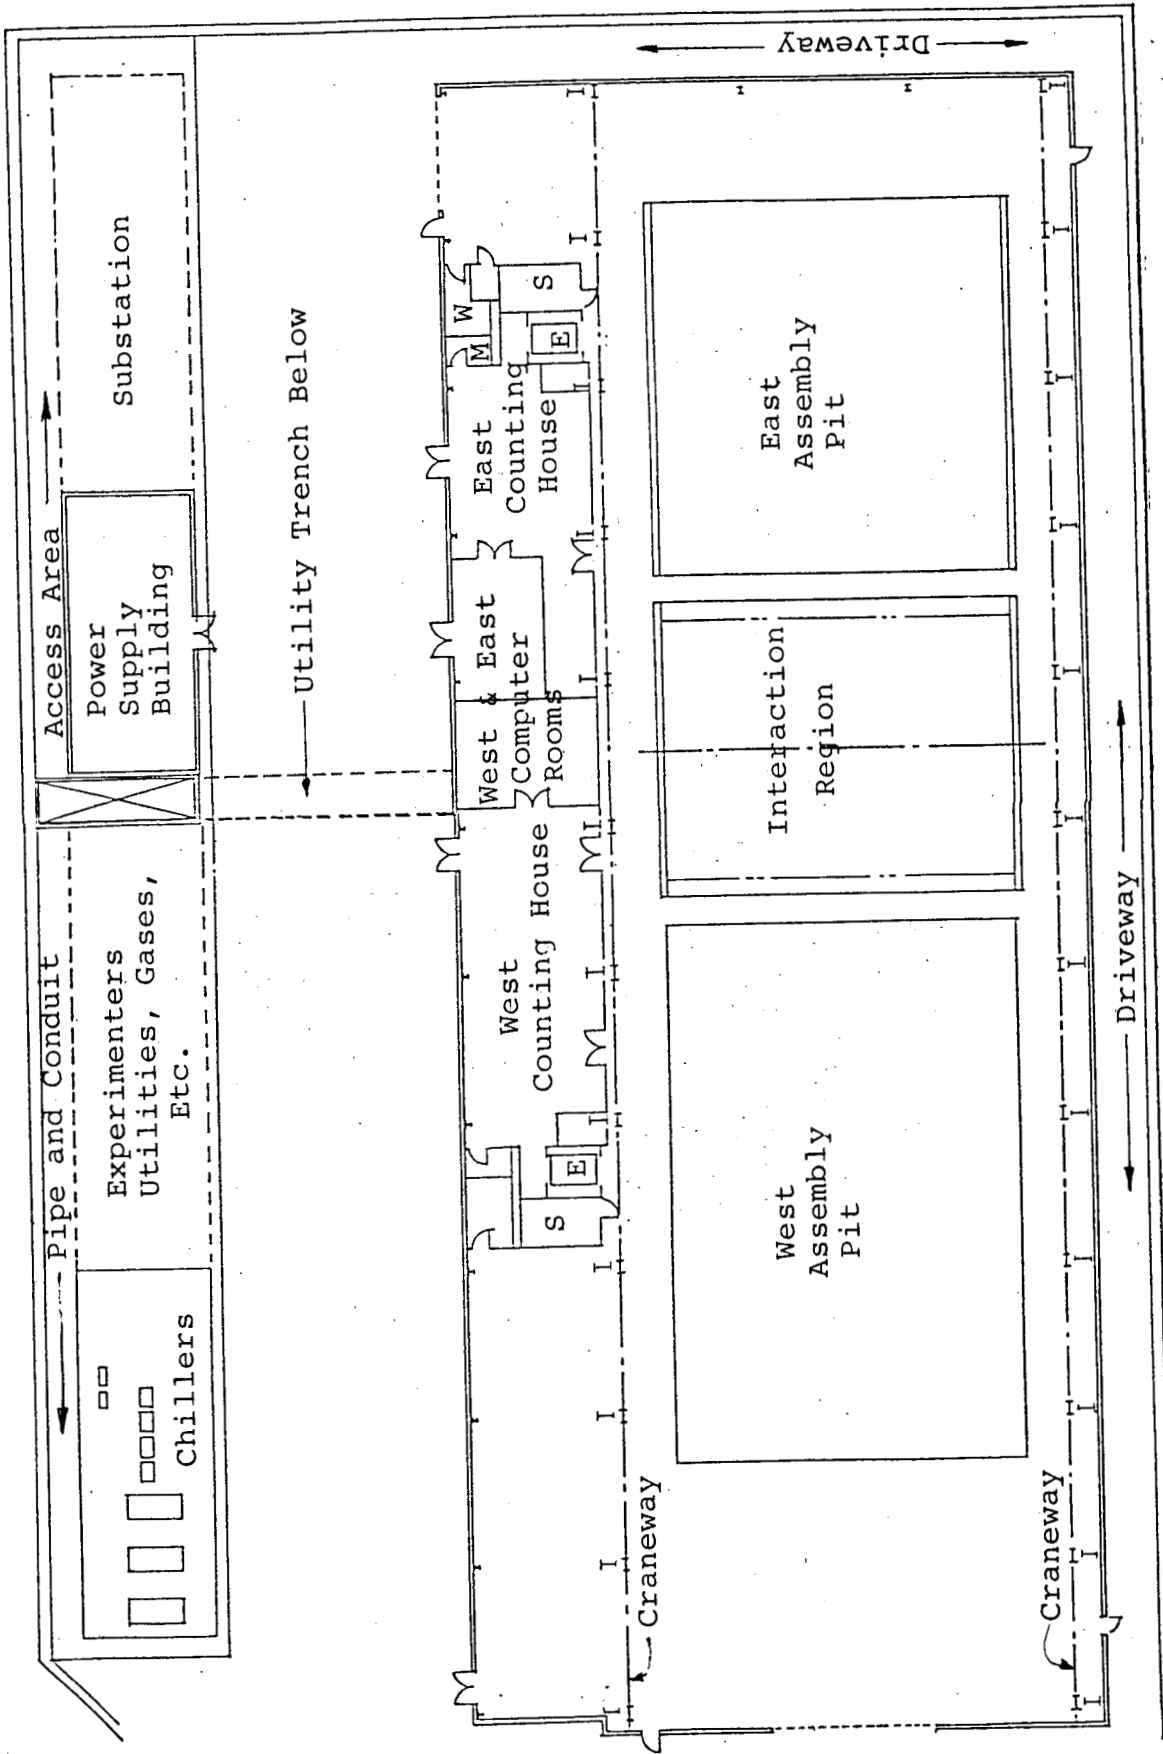 Pipe and Conduit
Access Area
Chillers
Experimenters
Utilities, Gases,
Etc.
Power
Supply
Building
Substation
Utility Trench Below
West
Counting House
West & East
Computer
Rooms
East
Counting
House
S
E
M
W
E
S
Craneway
West
Assembly
Pit
Interaction
Region
East
Assembly
Pit
Driveway
Craneway
Driveway